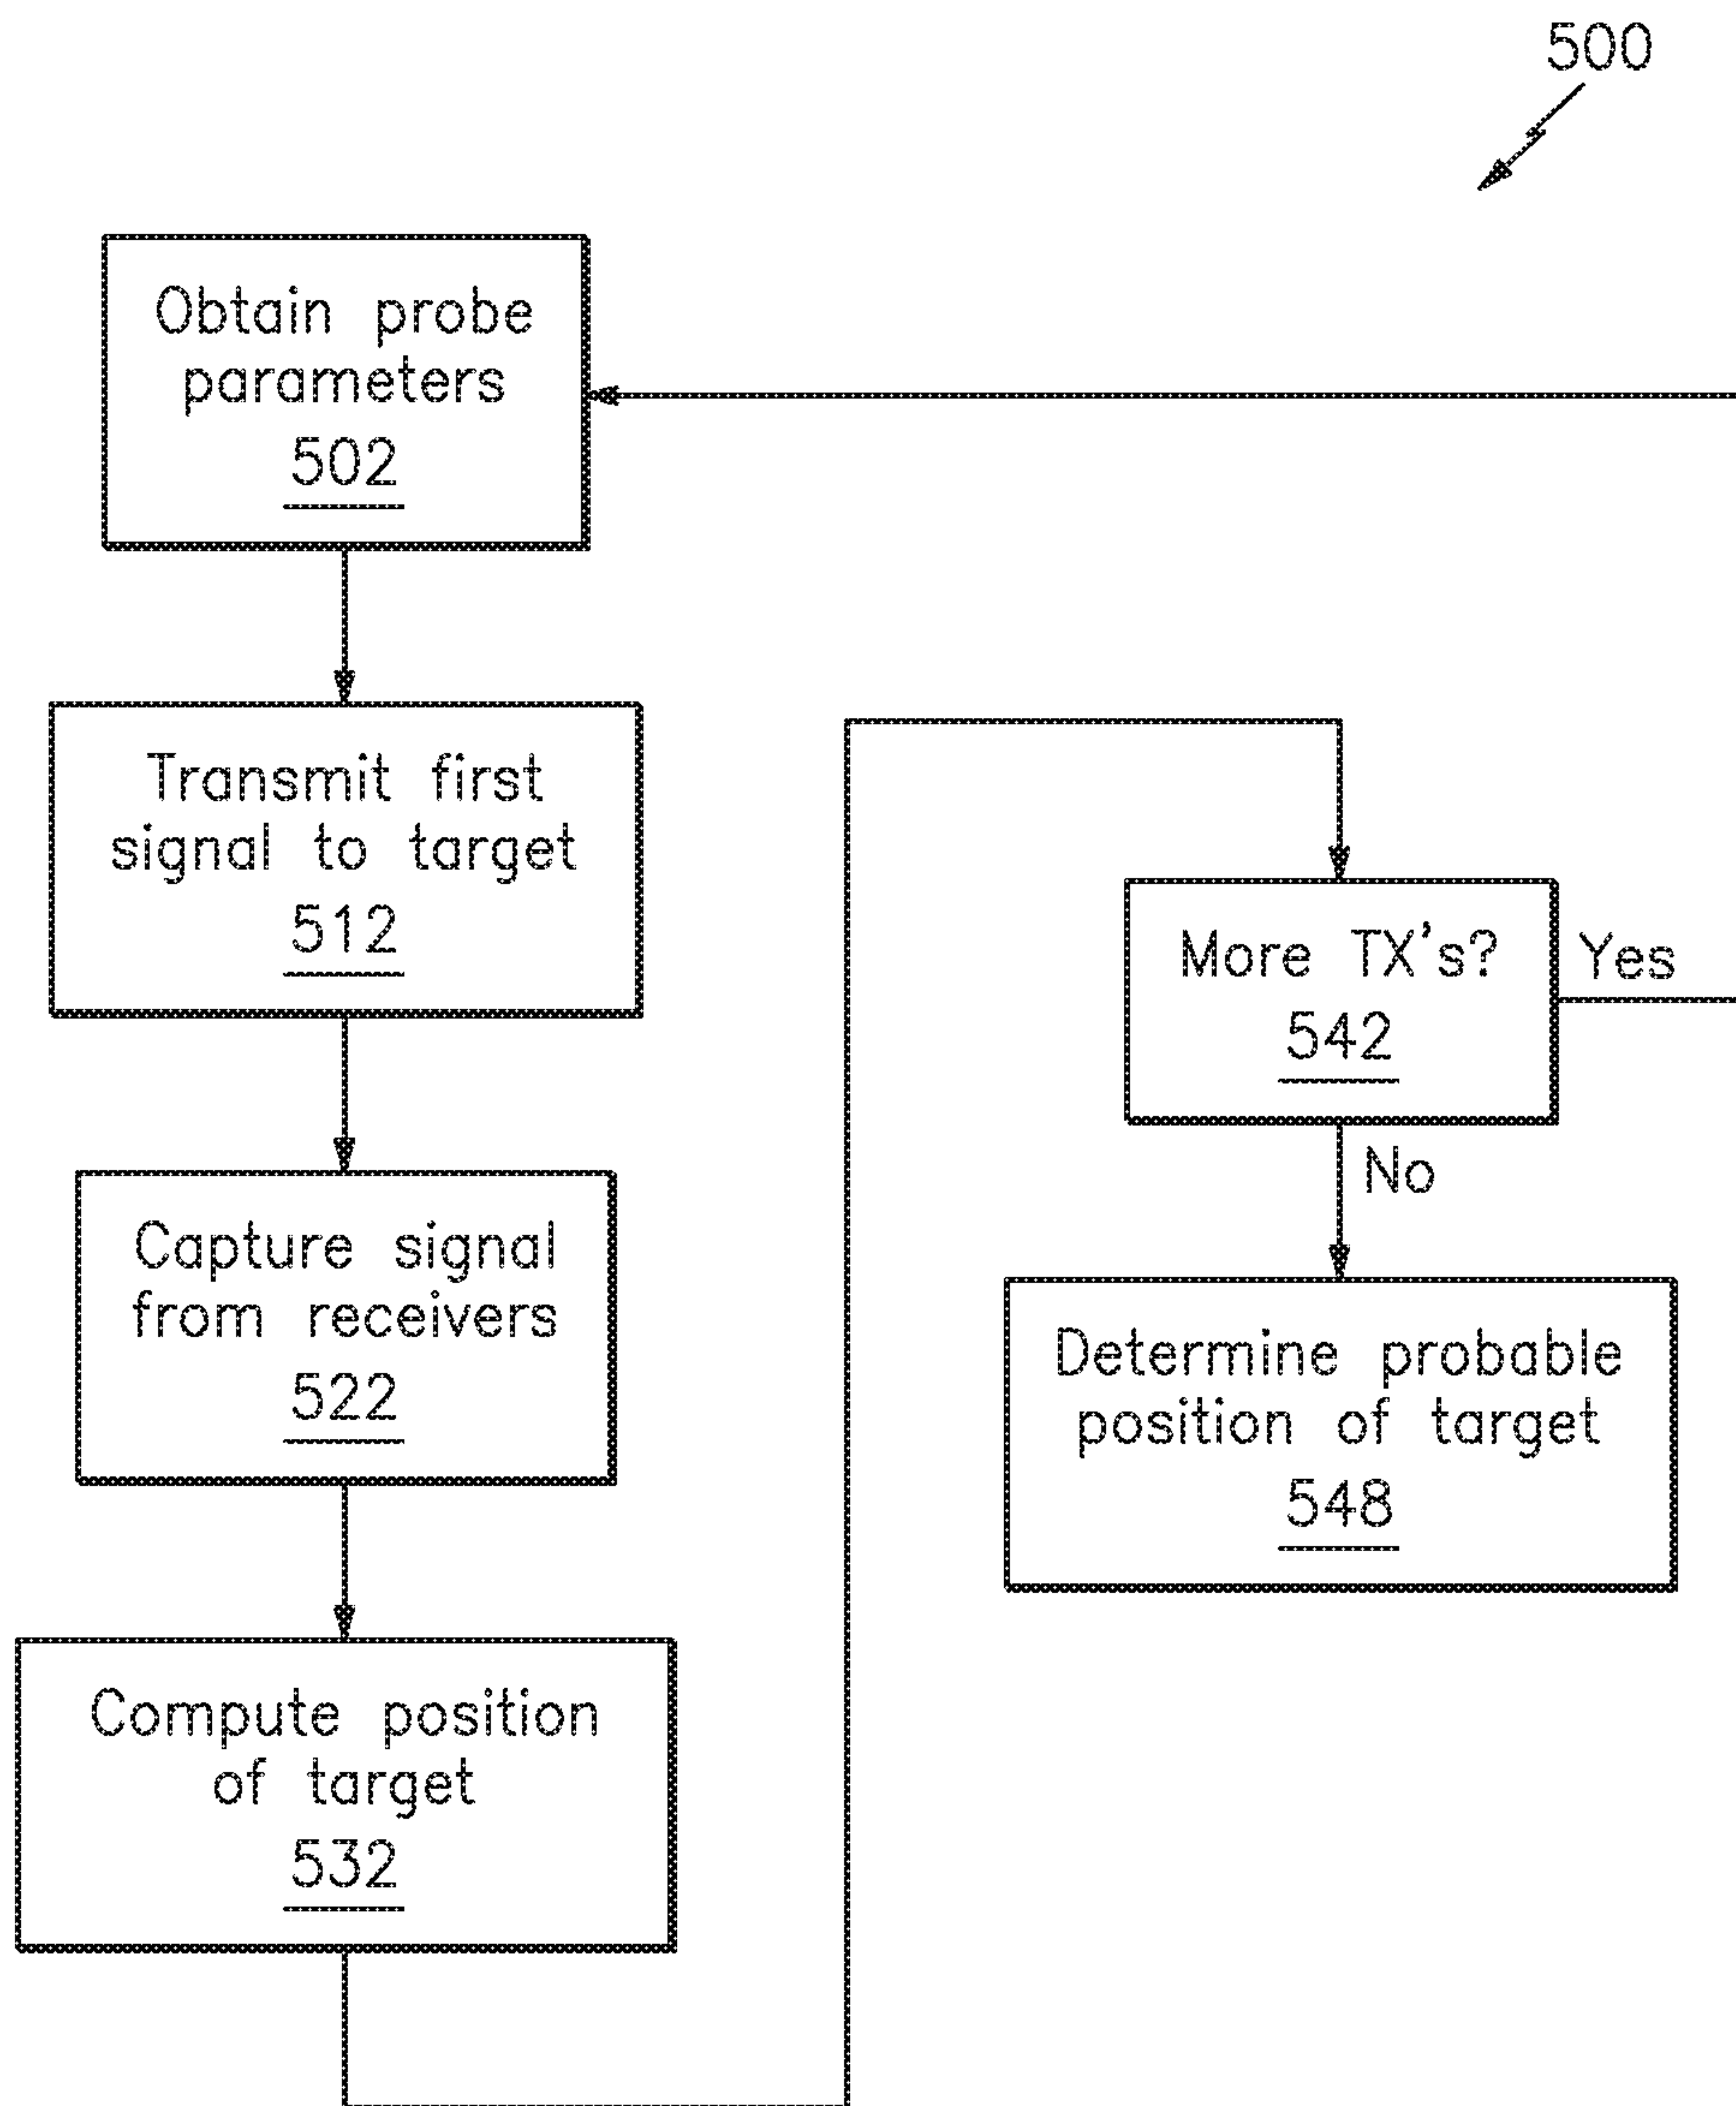 500
Obtain probe
parameters
502
Transmit first
signal to target
512
Capture signal
from receivers
522
Compute position
of target
532
More TX's?
542
Yes
No
Determine probable
position of target
548